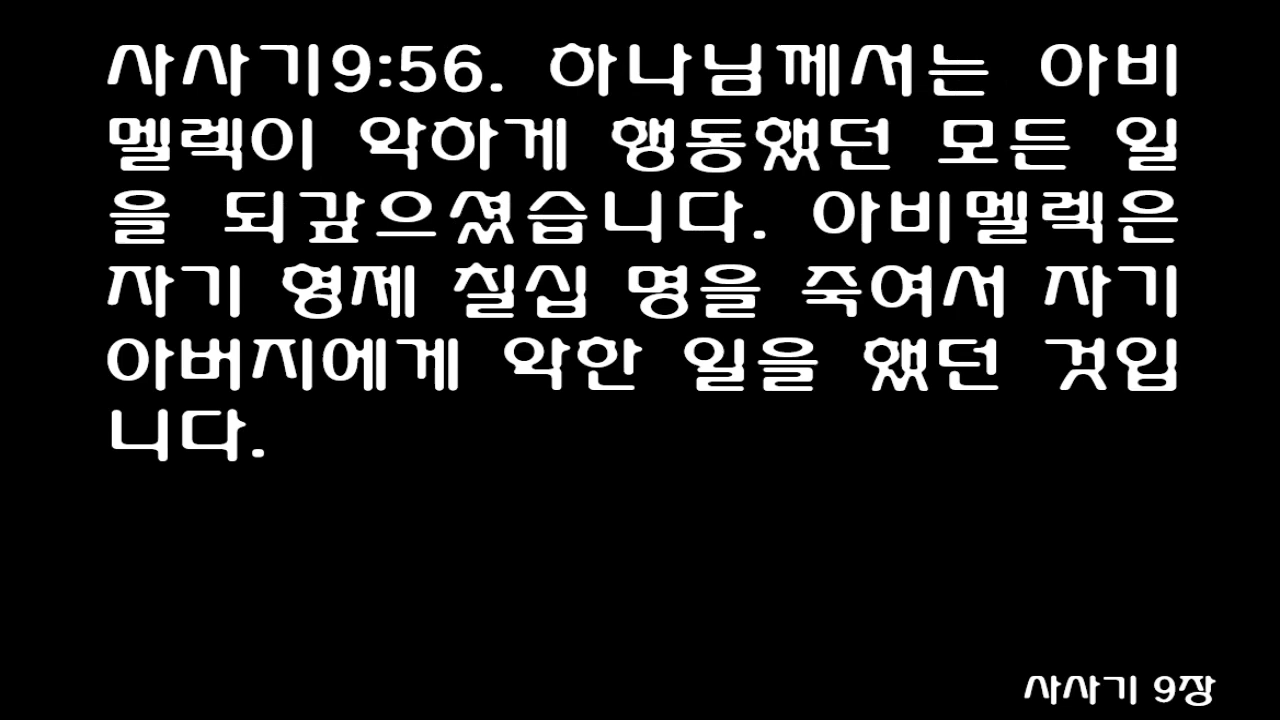 사사기9:56. 하나님께서는 아비
멜렉이 악하게 행동했던 모든 일
을 되갚으셨습니다. 아비멜렉은
자기 형제 칠십 명을 죽여서 자기
아버지에게 악한 일을 했던 것입
니다.
사사기 9장